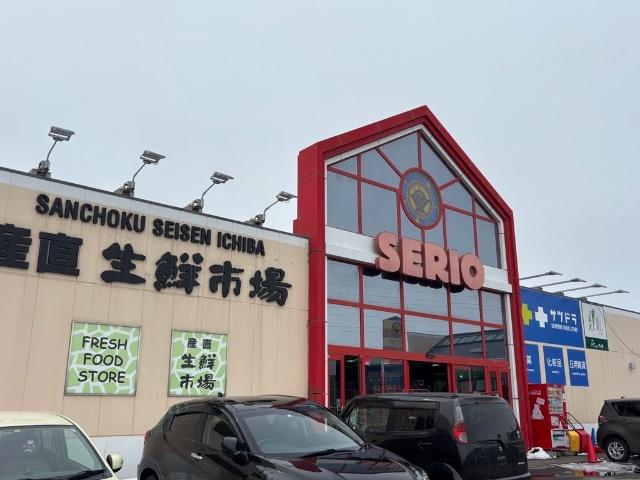 SANCHOKU SEISEN ICHIBA
産直 生鮮市場
FRESH
FOOD
STORE
産直
生鮮
市場
SERIO
サツドラ
薬
化粧品
日用雑貨